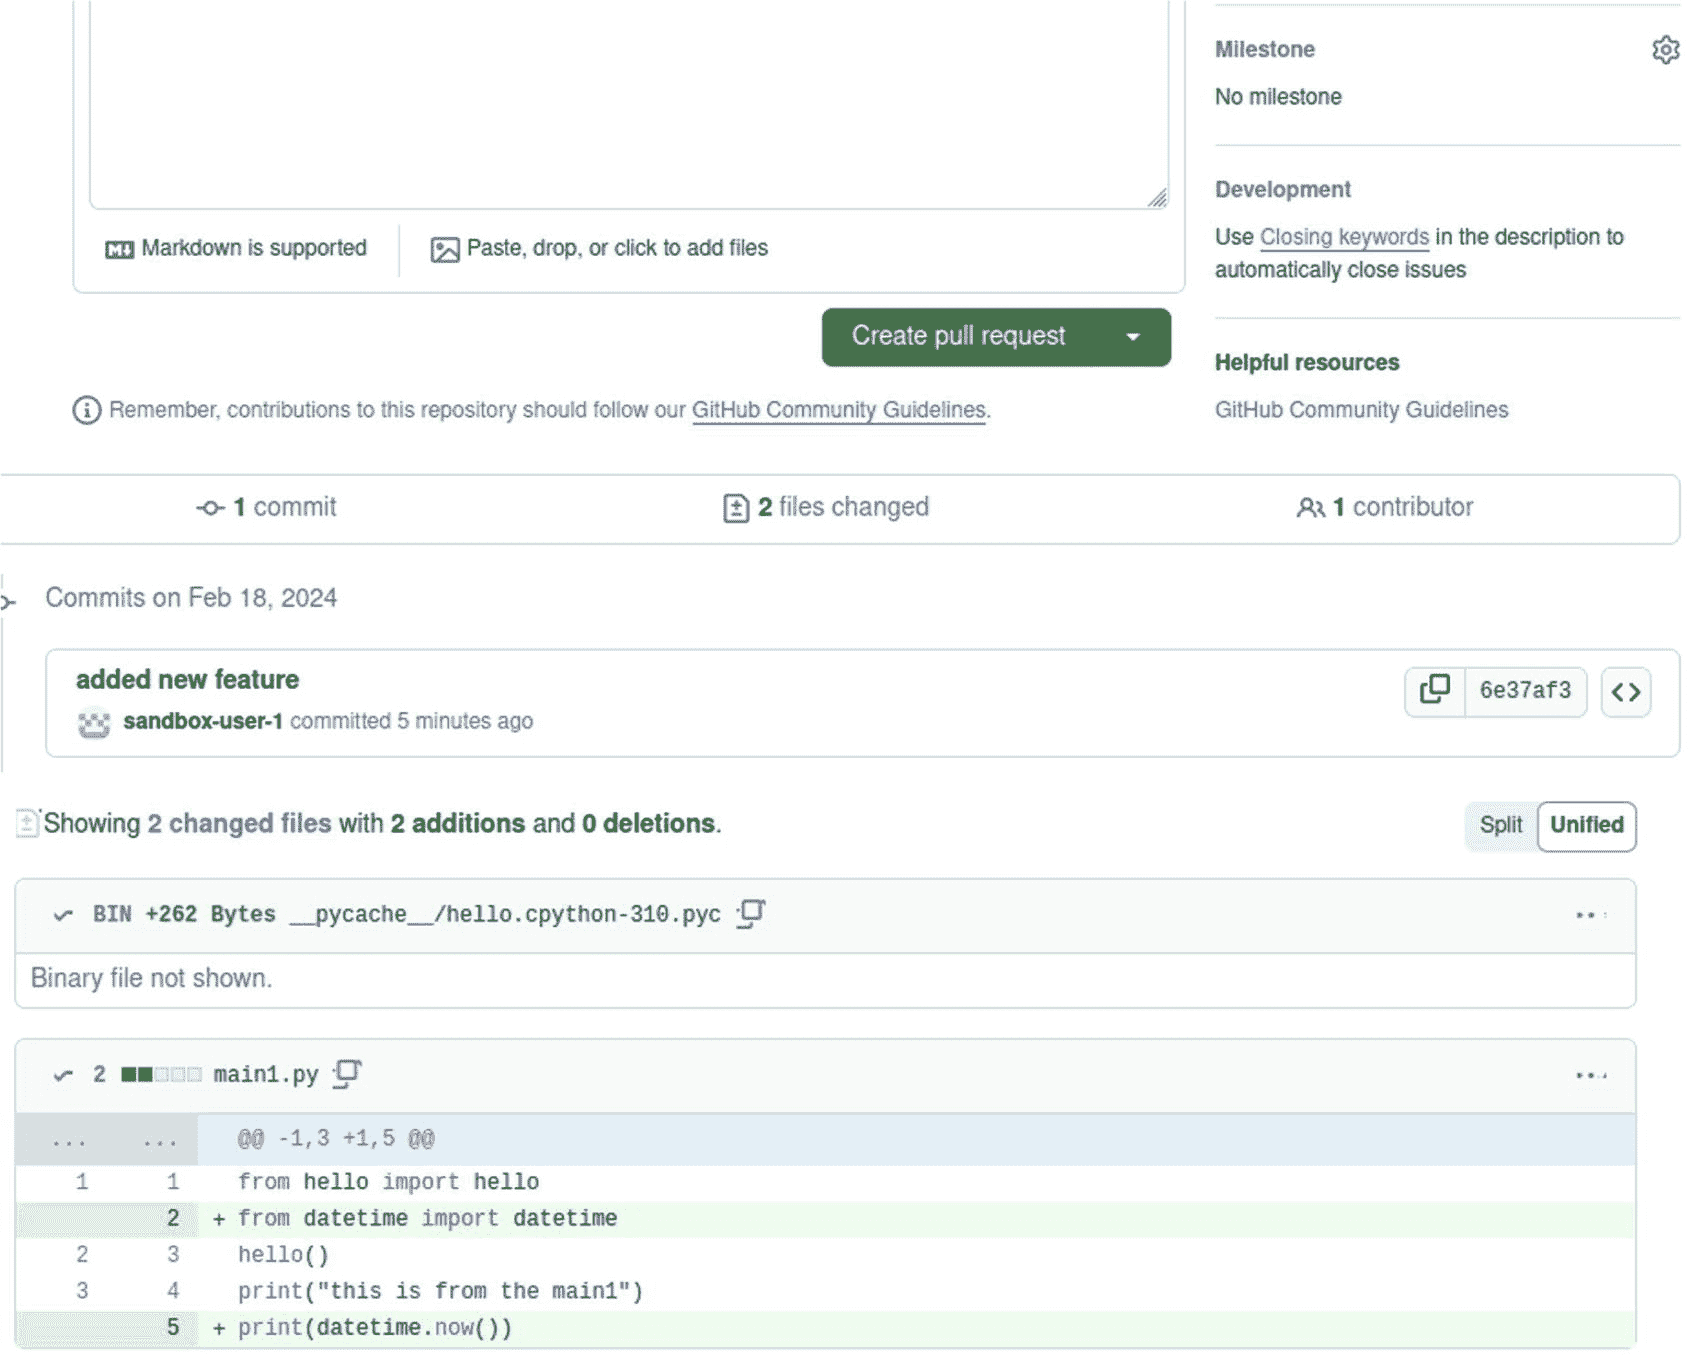 Milestone
No milestone
Development
Use Closing keywords in the description to
automatically close issues
Markdown is supported
Paste, drop, or click to add files
Create pull request
Helpful resources
Remember, contributions to this repository should follow our GitHub Community Guidelines.
GitHub Community Guidelines
1 commit
2 files changed
1 contributor
Commits on Feb 18, 2024
added new feature
sandbox-user-1 committed 5 minutes ago
6e37af3
Showing 2 changed files with 2 additions and 0 deletions.
Split Unified
BIN +262 Bytes __pycache__/hello.cpython-310.pyc
Binary file not shown.
2 main1.py
... ... @@ -1,3 +1,5 @@
1 1 from hello import hello
2 + from datetime import datetime
2 3 hello()
3 4 print("this is from the main1")
5 + print(datetime.now())